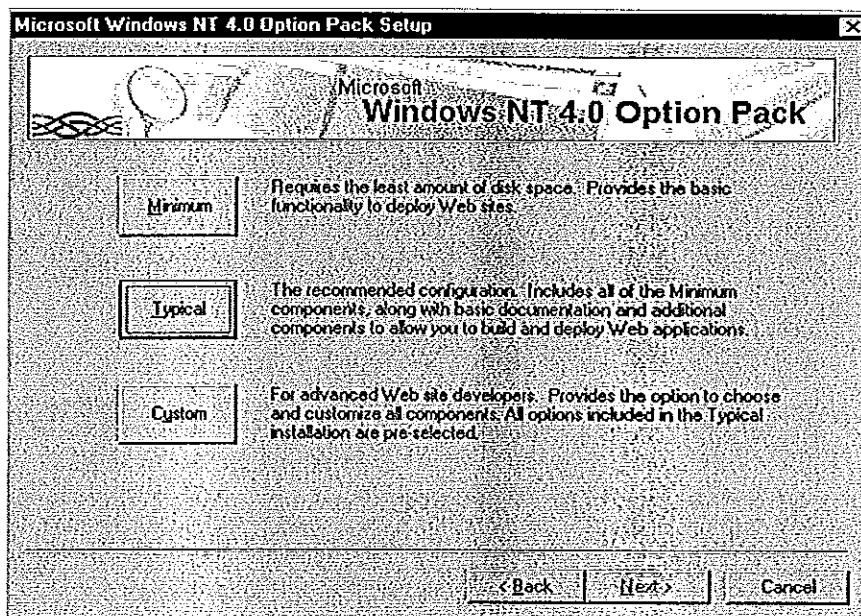 Microsoft Windows NT 4.0 Option Pack Setup
Microsoft
Windows NT 4.0 Option Pack
Minimum
Requires the least amount of disk space. Provides the basic
functionality to deploy Web sites.
Typical
The recommended configuration. Includes all of the Minimum
components, along with basic documentation and additional
components to allow you to build and deploy Web applications.
Custom
For advanced Web site developers. Provides the option to choose
and customize all components. All options included in the Typical
installation are pre-selected.
< Back
Next >
Cancel